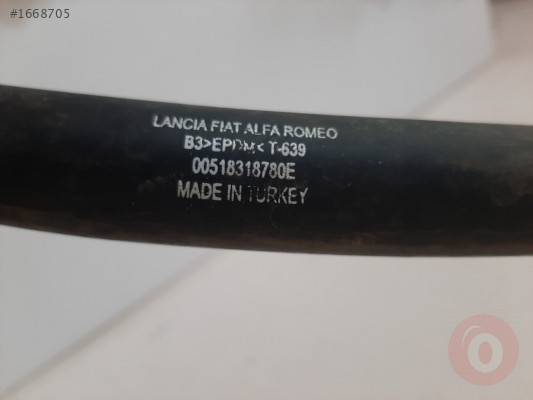 #1668705
LANCIA FIAT ALFA ROMEO
B3>EPDM< T-639
00518318780E
MADE IN TURKEY